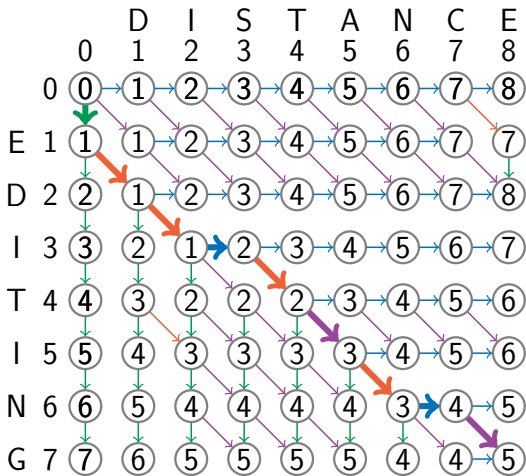 D I S T A N C E
0 1 2 3 4 5 6 7 8
0 0 1 2 3 4 5 6 7 8
E 1 1 1 2 3 4 5 6 7 7
D 2 2 1 2 3 4 5 6 7 8
I 3 3 2 1 2 3 4 5 6 7
T 4 4 3 2 2 2 3 4 5 6
I 5 5 4 3 3 3 3 4 5 6
N 6 6 5 4 4 4 4 3 4 5
G 7 7 6 5 5 5 5 4 4 5